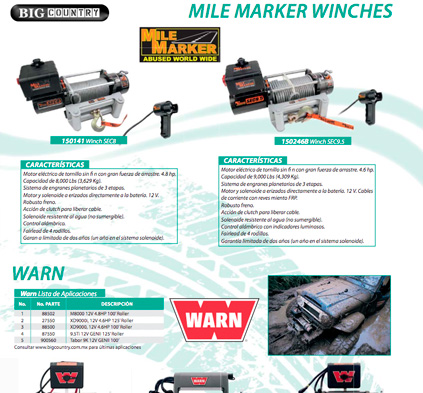 BIG COUNTRY
MILE MARKER WINCHES
MILE
MARKER
ABUSED WORLD WIDE
150141 Winch SEC8
150246B Winch SEC9.5
CARACTERÍSTICAS
Motor eléctrica de tornillo sin fin con gran fuerza de arrastre. 4.8 hp.
Capacidad de 8,000 Lbs (3,629 Kg).
Sistema de engranes planetarios de 3 etapas.
Motor y solenoide e nizados directamente a la batería. 12 V.
Robusto freno.
Acción de clutch para liberar cable.
Solenoide resistente al agua (no sumergible).
Control alámbrico.
Fairlead de 4 rodillos.
Garan a limitada de dos años (un año en el sistema solenoide).
CARACTERÍSTICAS
Motor eléctrica de tornillo sin fin con gran fuerza de arrastre. 4.6 hp.
Capacidad de 9,000 Lbs (4,309 Kg).
Sistema de engranes planetarios de 3 etapas.
Motor y solenoide e nizados directamente a la batería. 12 V. Cables
de corriente con reves miento FRP.
Robusto freno.
Acción de clutch para liberar cable.
Solenoide resistente al agua (no sumergible).
Control alámbrico con indicadores luminosos.
Fairlead de 4 rodillos.
Garantía limitada de dos años (un año en el sistema solenoide).
WARN
Warn Lista de Aplicaciones
No. No. PARTE DESCRIPCIÓN
1 88502 M8000 12V 4.8HP 100' Roller
2 27550 XD9000i, 12V 4.6HP 125' Roller
3 88500 XD9000, 12V 4.6HP 100' Roller
4 87550 9.5Ti 12V GENII 125' Roller
5 900560 Tabor 9K 12V GENII 100'
Consultar www.bigcountry.com.mx para últimas aplicaciones
WARN